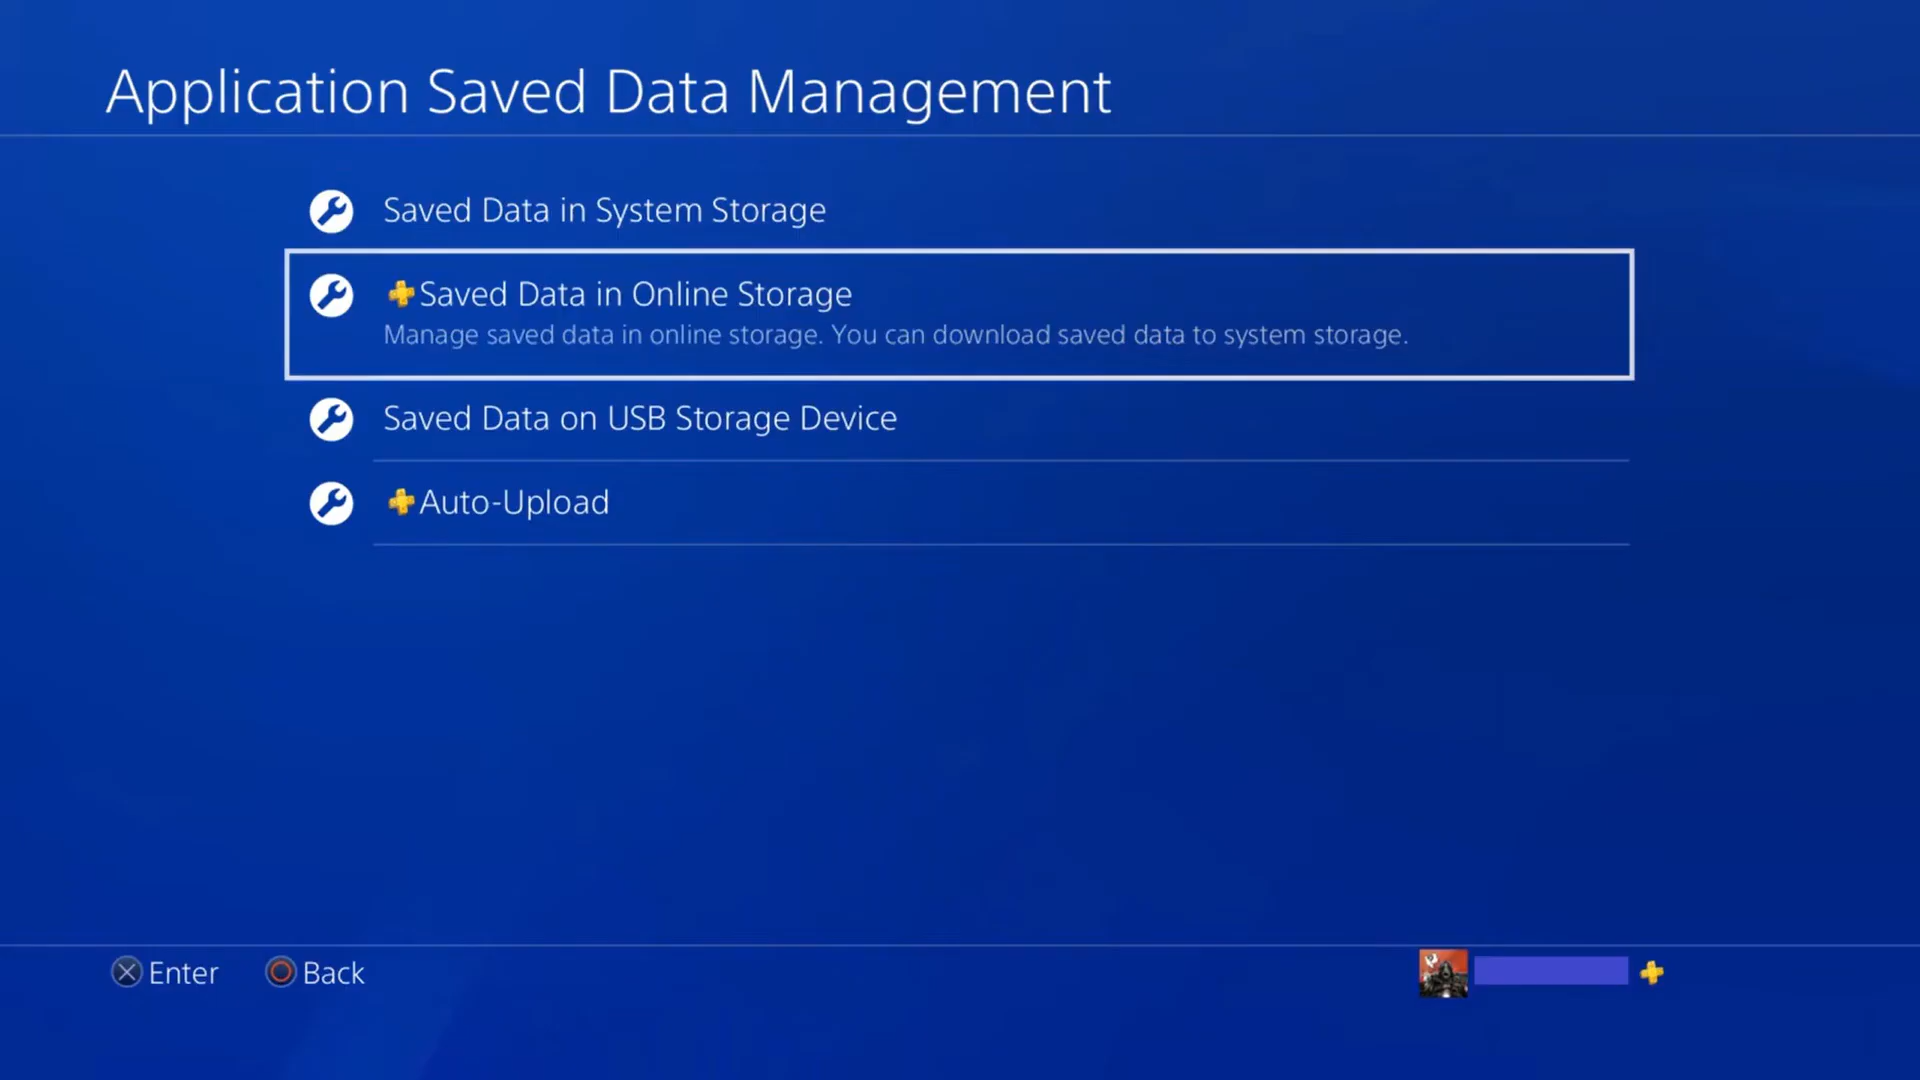 Application Saved Data Management
Saved Data in System Storage
Saved Data in Online Storage
Manage saved data in online storage. You can download saved data to system storage.
Saved Data on USB Storage Device
Auto-Upload
Enter
Back